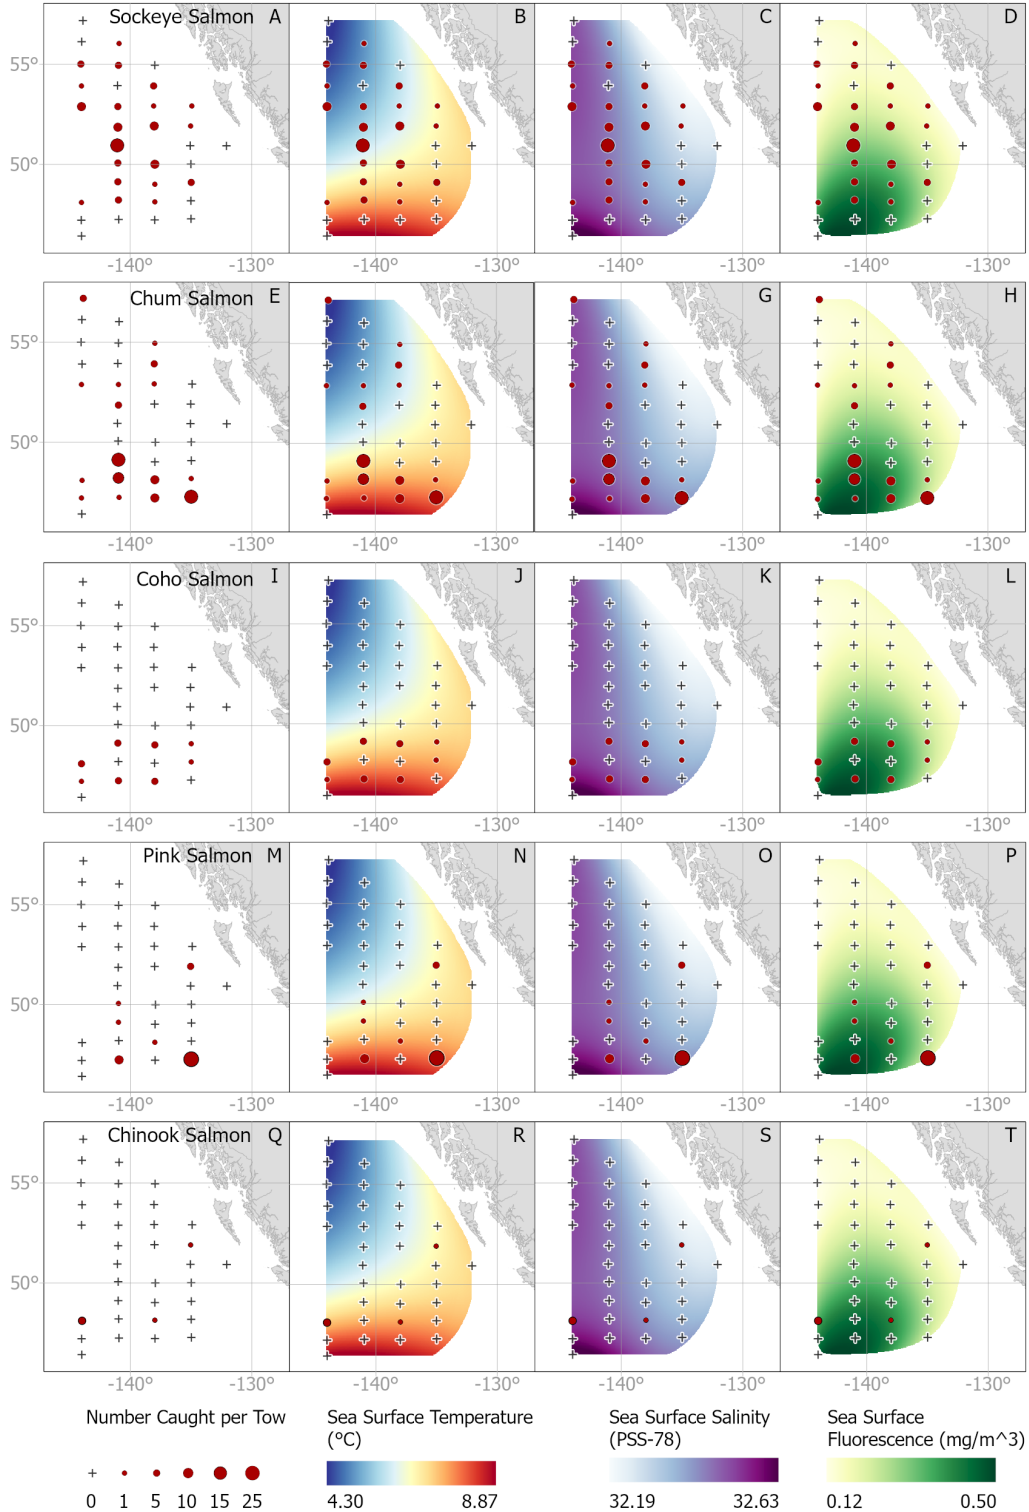 Sockeye Salmon A B C D
55°
50°
-140° -130° -140° -130° -140° -130° -140° -130°
Chum Salmon E F G H
55°
50°
-140° -130° -140° -130° -140° -130° -140° -130°
Coho Salmon I J K L
55°
50°
-140° -130° -140° -130° -140° -130° -140° -130°
Pink Salmon M N O P
55°
50°
-140° -130° -140° -130° -140° -130° -140° -130°
Chinook Salmon Q R S T
55°
50°
-140° -130° -140° -130° -140° -130° -140° -130°
Number Caught per Tow
0 1 5 10 15 25
Sea Surface Temperature
(°C)
4.30 8.87
Sea Surface Salinity
(PSS-78)
32.19 32.63
Sea Surface
Fluorescence (mg/m^3)
0.12 0.50